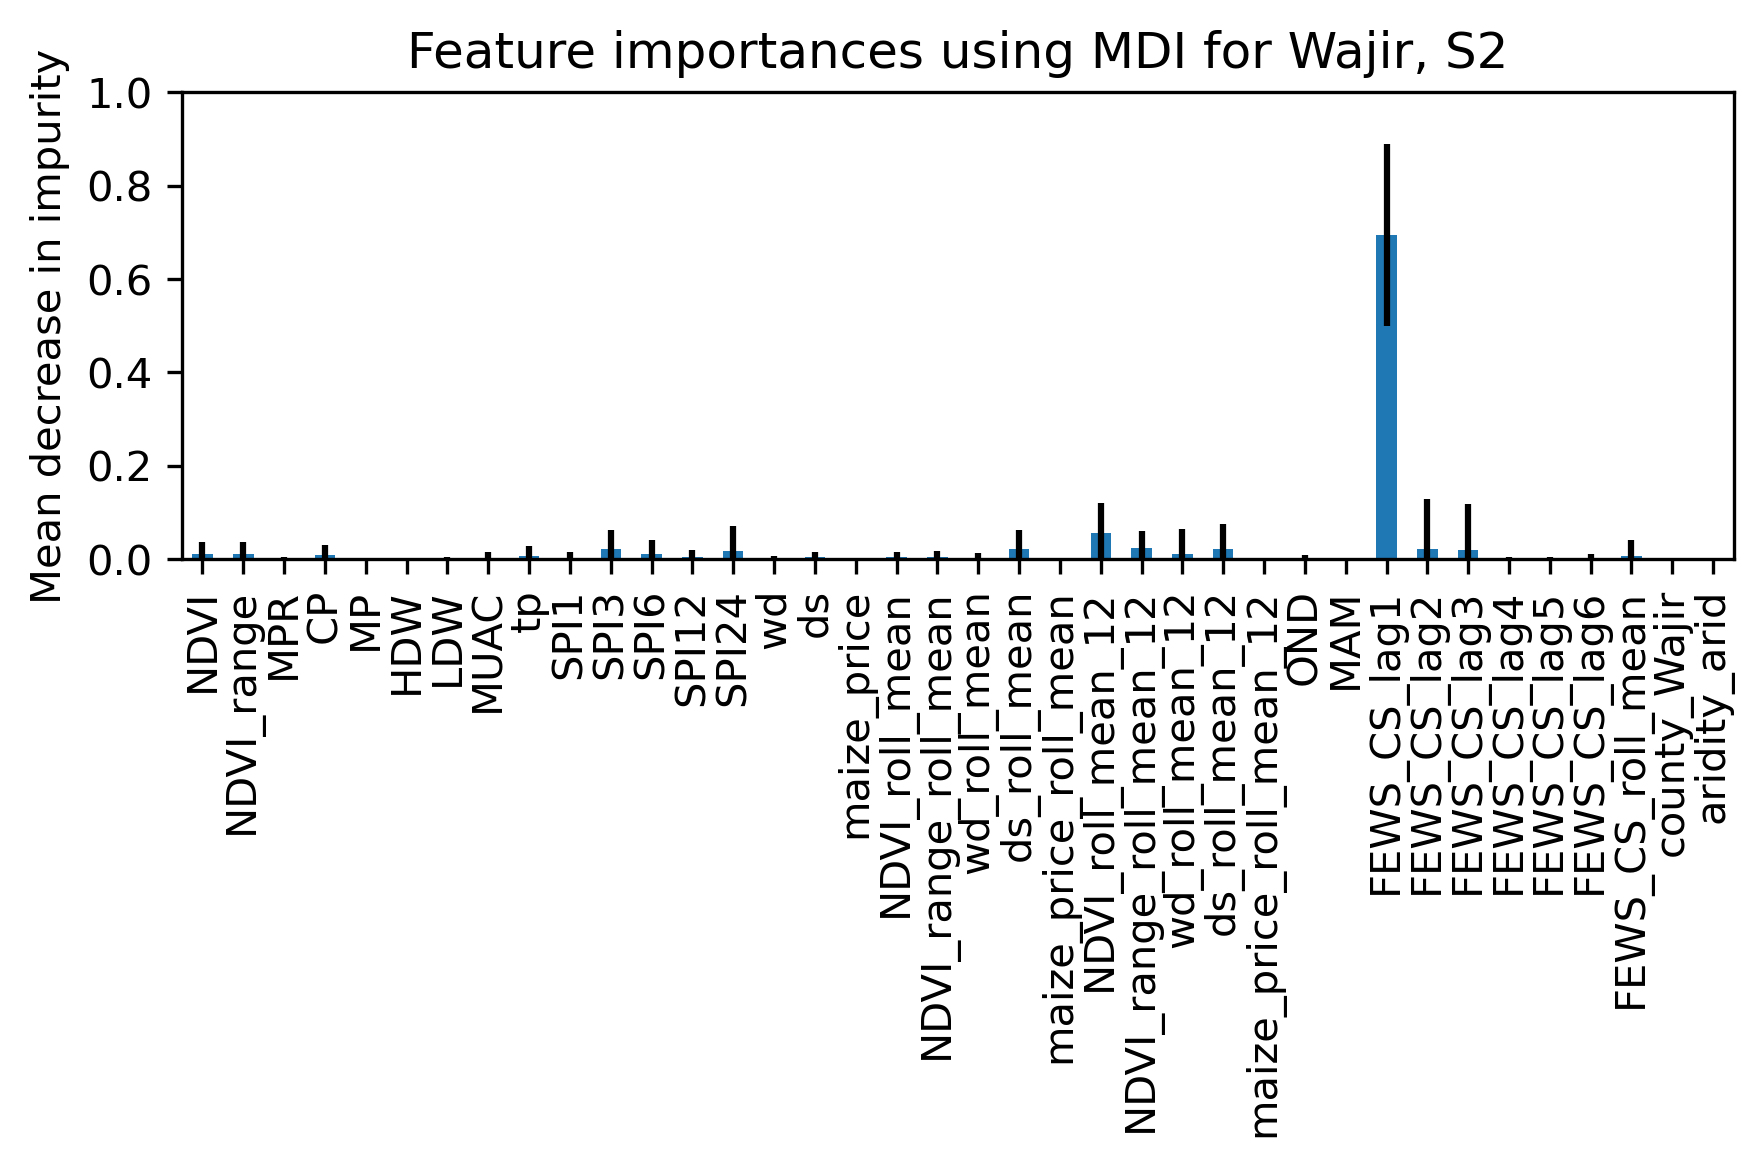 Feature importances using MDI for Wajir, S2
Mean decrease in impurity
1.0
0.8
0.6
0.4
0.2
0.0
NDVI
NDVI_range
MPR
CP
MP
HDW
LDW
MUAC
tp
SPI1
SPI3
SPI6
SPI12
SPI24
wd
ds
maize_price
NDVI_roll_mean
NDVI_range_roll_mean
wd_roll_mean
ds_roll_mean
maize_price_roll_mean
NDVI_roll_mean_12
NDVI_range_roll_mean_12
wd_roll_mean_12
ds_roll_mean_12
maize_price_roll_mean_12
OND
MAM
FEWS_CS_lag1
FEWS_CS_lag2
FEWS_CS_lag3
FEWS_CS_lag4
FEWS_CS_lag5
FEWS_CS_lag6
FEWS_CS_roll_mean
county_Wajir
aridity_arid